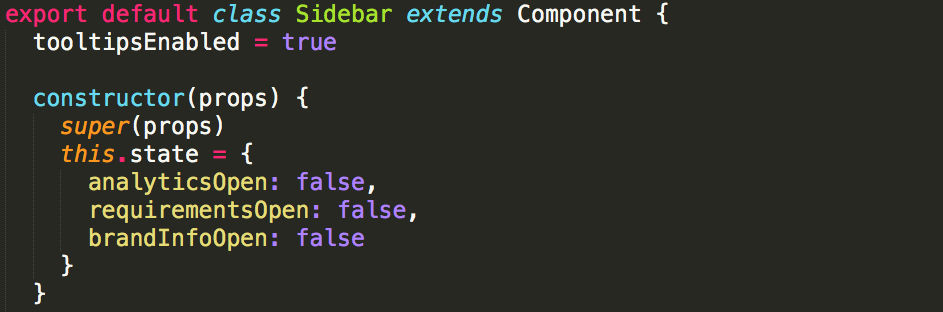 export default class Sidebar extends Component {
tooltipsEnabled = true
constructor(props) {
super(props)
this.state = {
analyticsOpen: false,
requirementsOpen: false,
brandInfoOpen: false
}
}